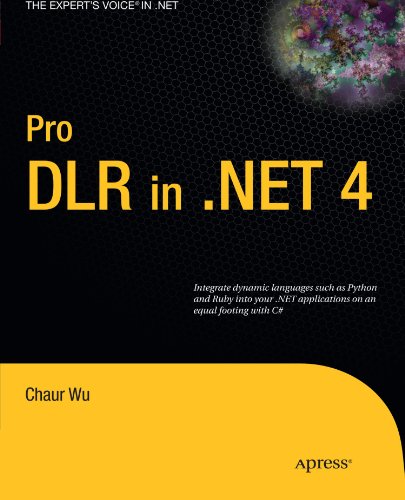 THE EXPERT'S VOICE® IN .NET
Pro
DLR in .NET 4
Integrate dynamic languages such as Python
and Ruby into your .NET applications on an
equal footing with C#
Chaur Wu
Apress®